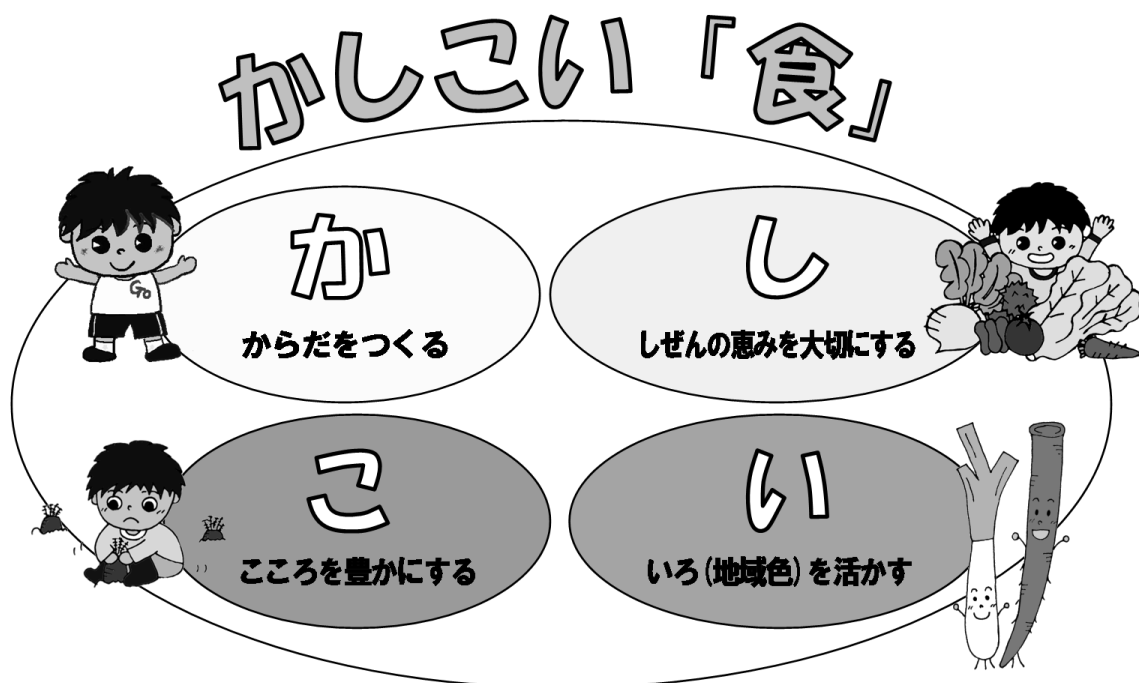 かしこい「食」
か
からだをつくる
し
しぜんの恵みを大切にする
こ
こころを豊かにする
い
いろ(地域色)を活かす
GTO